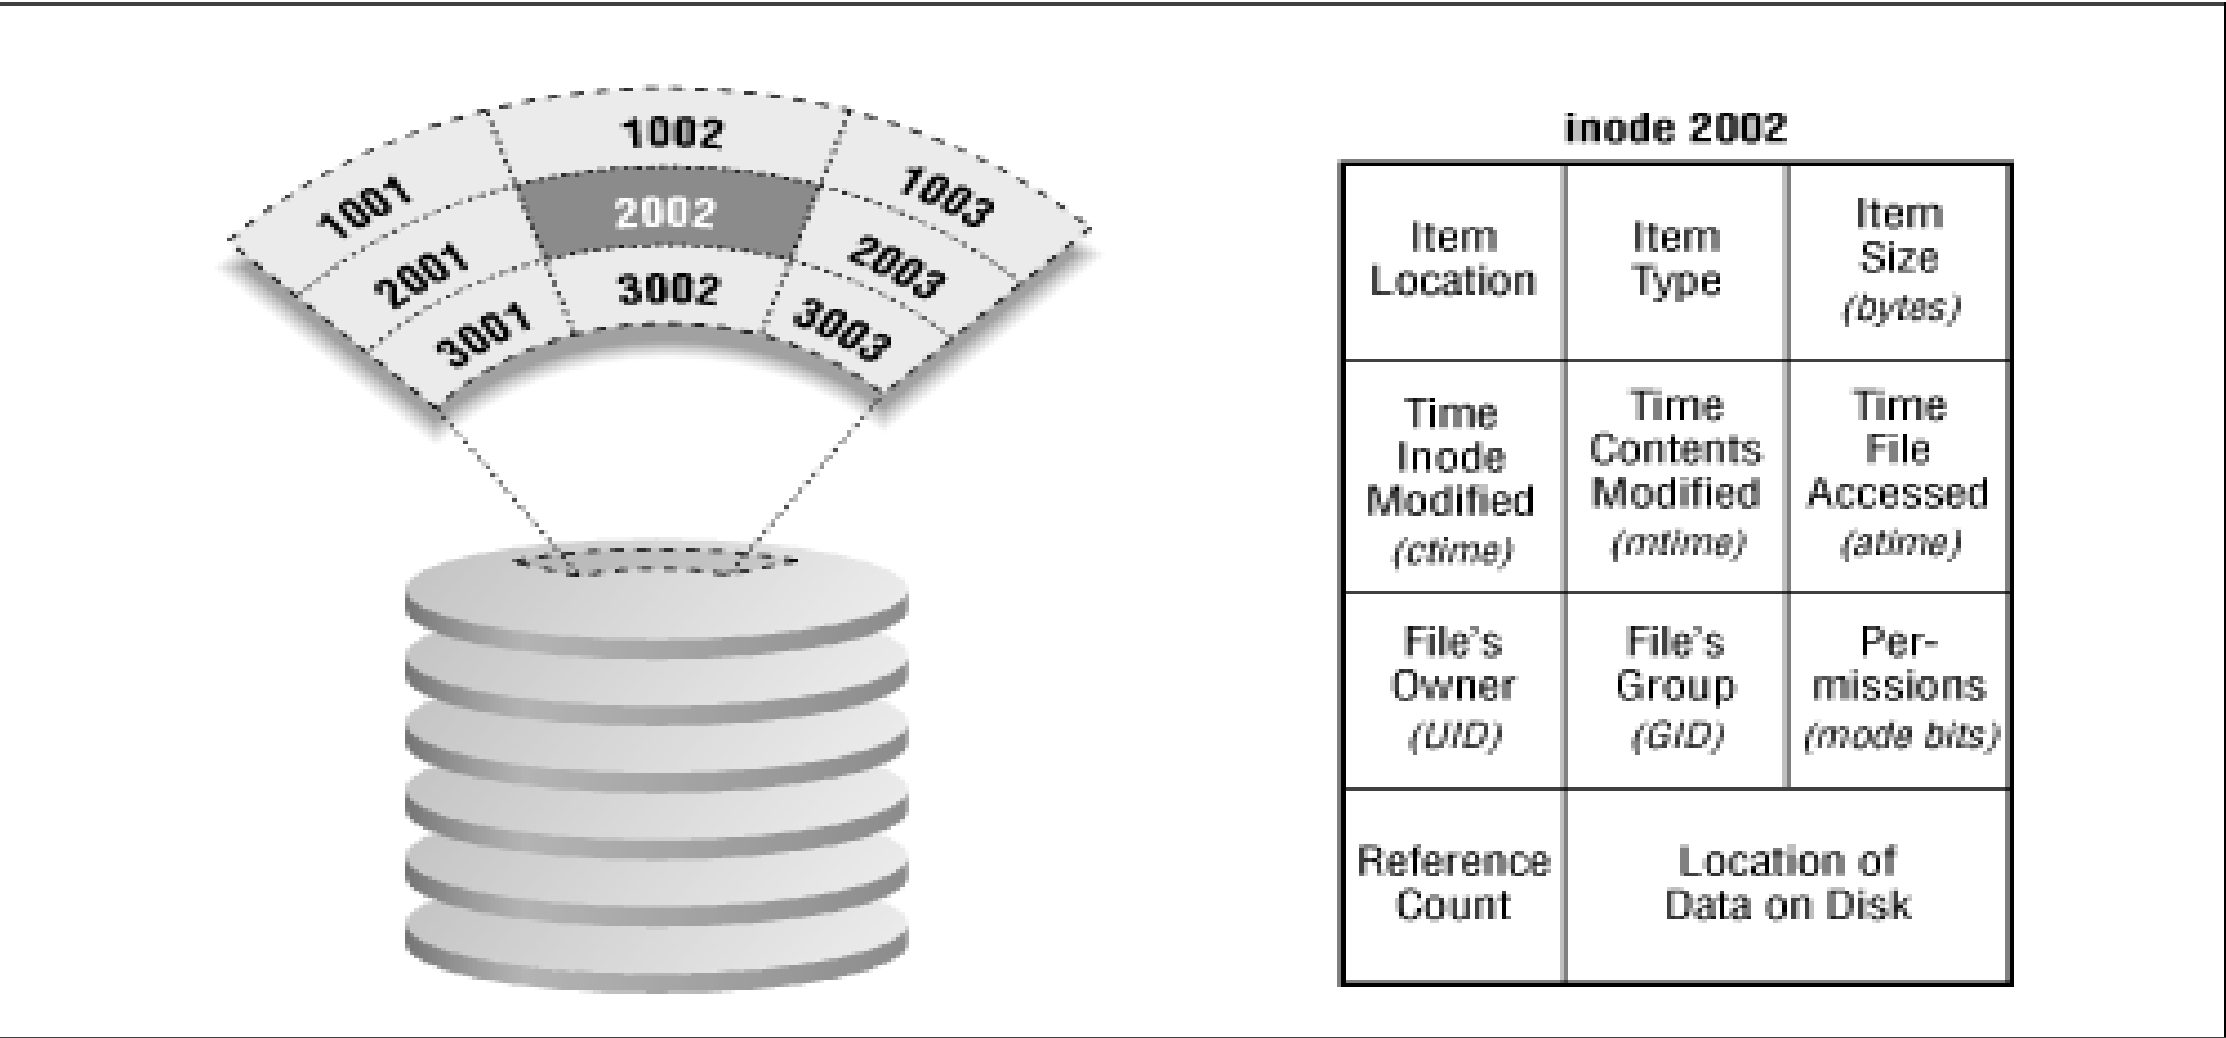 1001
1002
1003
2001
2002
2003
3001
3002
3003
inode 2002
Item
Location
Item
Type
Item
Size
(bytes)
Time
Inode
Modified
(ctime)
Time
Contents
Modified
(mtime)
Time
File
Accessed
(atime)
File's
Owner
(UID)
File's
Group
(GID)
Per-
missions
(mode bits)
Reference
Count
Location of
Data on Disk